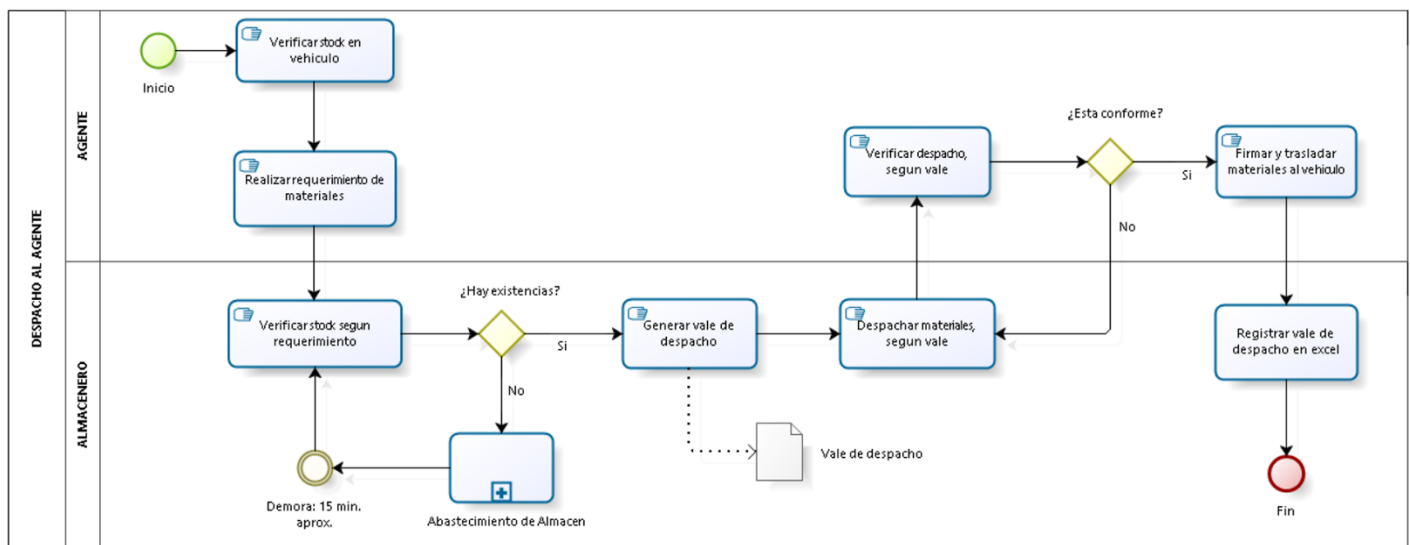 DESPACHO AL AGENTE
AGENTE
Inicio
Verificar stock en
vehiculo
Realizar requerimiento de
materiales
Verificar despacho,
segun vale
¿Esta conforme?
Si
No
Firmar y trasladar
materiales al vehiculo
ALMACENERO
Verificar stock segun
requerimiento
¿Hay existencias?
Si
No
Generar vale de
despacho
Despachar materiales,
segun vale
Registrar vale de
despacho en excel
Vale de despacho
Demora: 15 min.
aprox.
Abastecimiento de Almacen
Fin